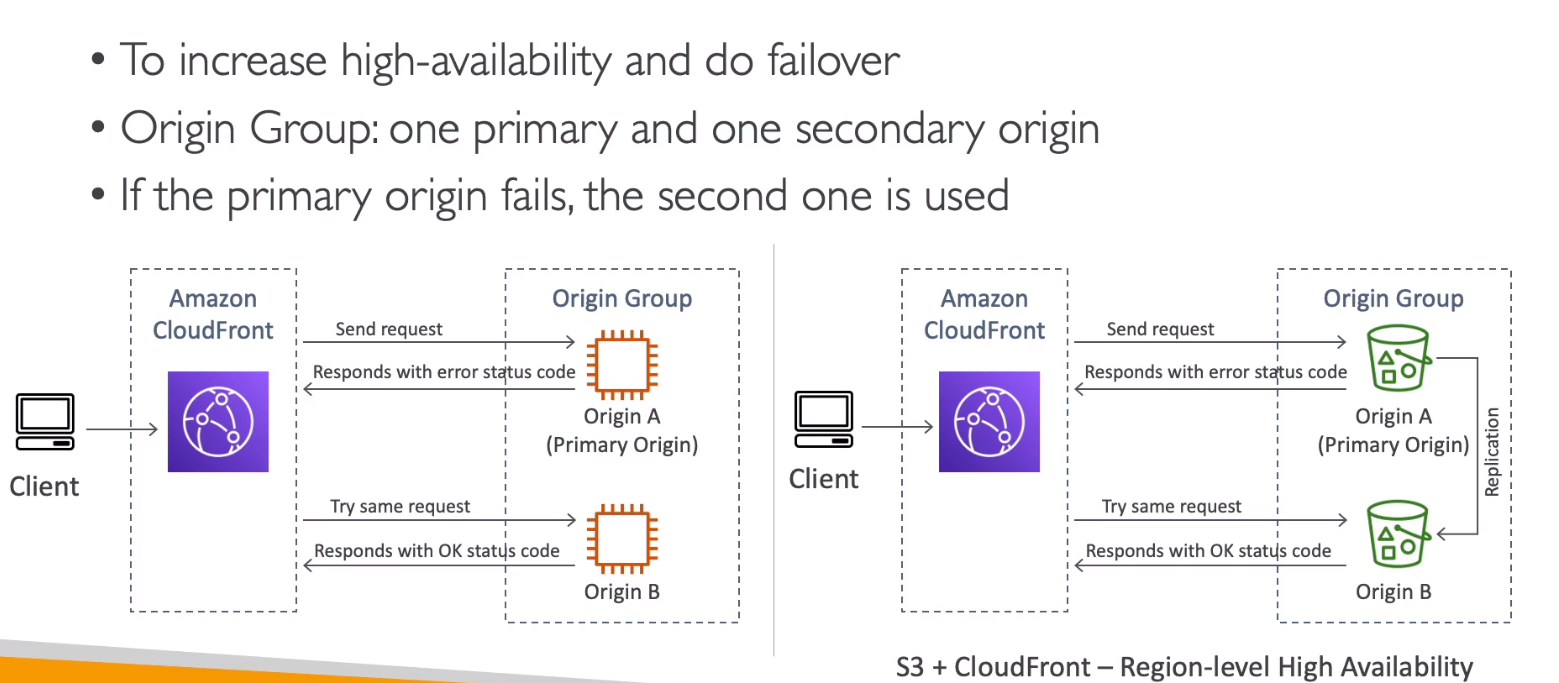 • To increase high-availability and do failover
• Origin Group: one primary and one secondary origin
• If the primary origin fails, the second one is used
Amazon
CloudFront
Origin Group
Send request
Responds with error status code
Origin A
(Primary Origin)
Client
Try same request
Responds with OK status code
Origin B
Amazon
CloudFront
Origin Group
Send request
Responds with error status code
Origin A
(Primary Origin)
Replication
Client
Try same request
Responds with OK status code
Origin B
S3 + CloudFront – Region-level High Availability